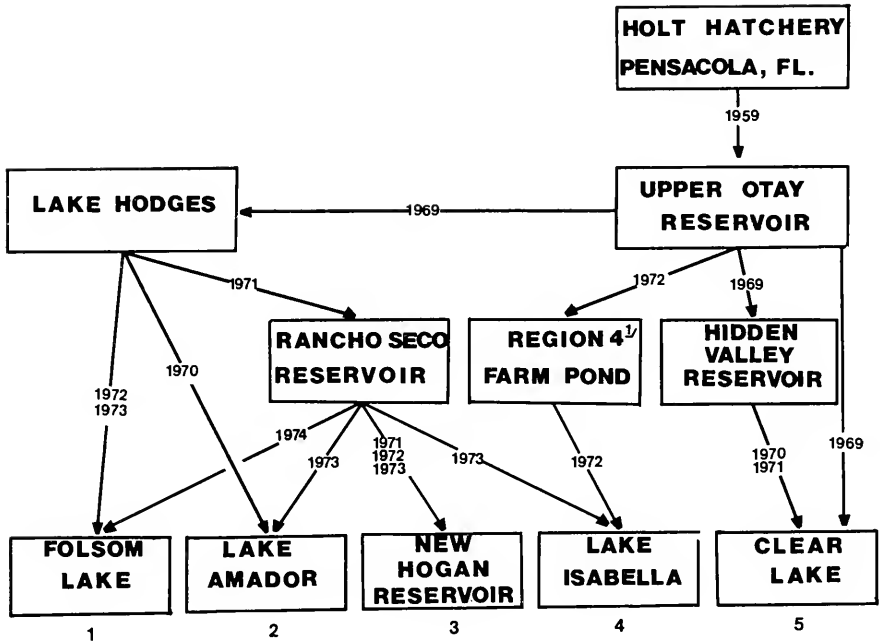 HOLT HATCHERY
PENSACOLA, FL.
1959
LAKE HODGES
UPPER OTAY
RESERVOIR
1969
1971
1972
1969
RANCHO SECO
RESERVOIR
REGION 4 1/
FARM POND
HIDDEN
VALLEY
RESERVOIR
1972
1973
1970
1974
1973
1971
1972
1973
1973
1972
1970
1971
1969
FOLSOM
LAKE
LAKE
AMADOR
NEW
HOGAN
RESERVOIR
LAKE
ISABELLA
CLEAR
LAKE
1
2
3
4
5